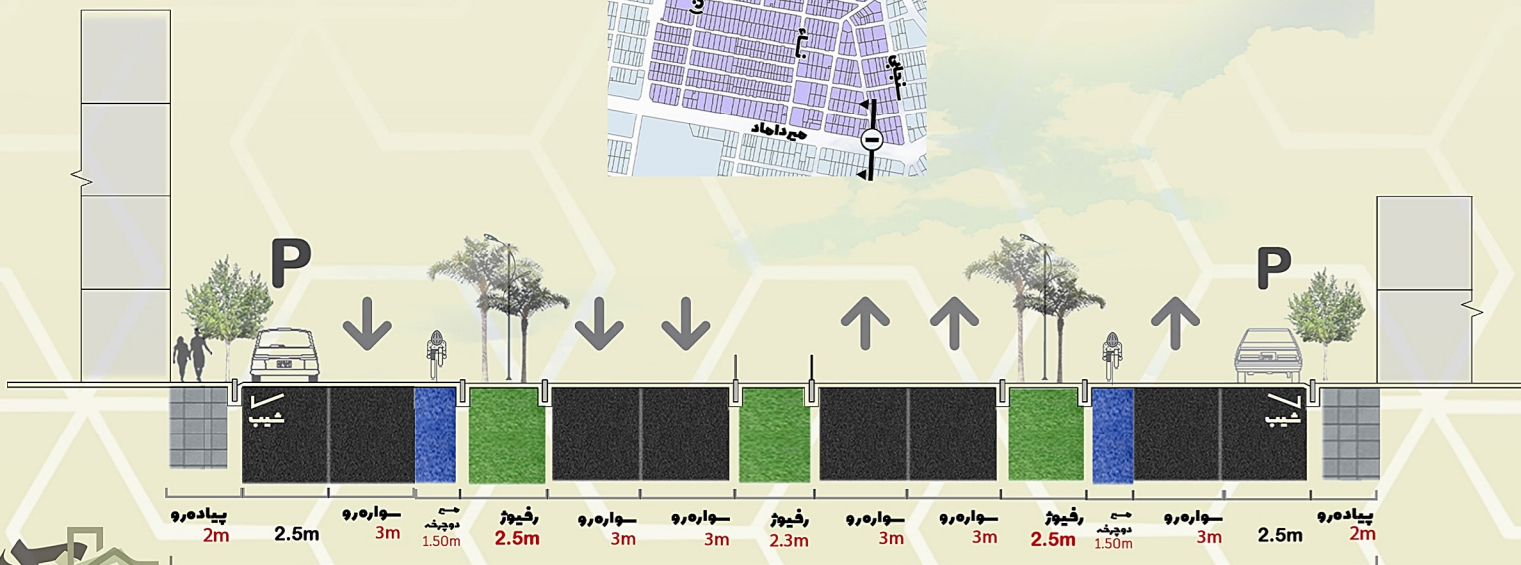 میرداماد
P
P
شیب
شیب
پیاده‌رو
2m
2.5m
سواره‌رو
3m
دوچرخه
1.50m
رفیوژ
2.5m
سواره‌رو
3m
سواره‌رو
3m
رفیوژ
2.3m
سواره‌رو
3m
سواره‌رو
3m
رفیوژ
2.5m
دوچرخه
1.50m
سواره‌رو
3m
2.5m
پیاده‌رو
2m